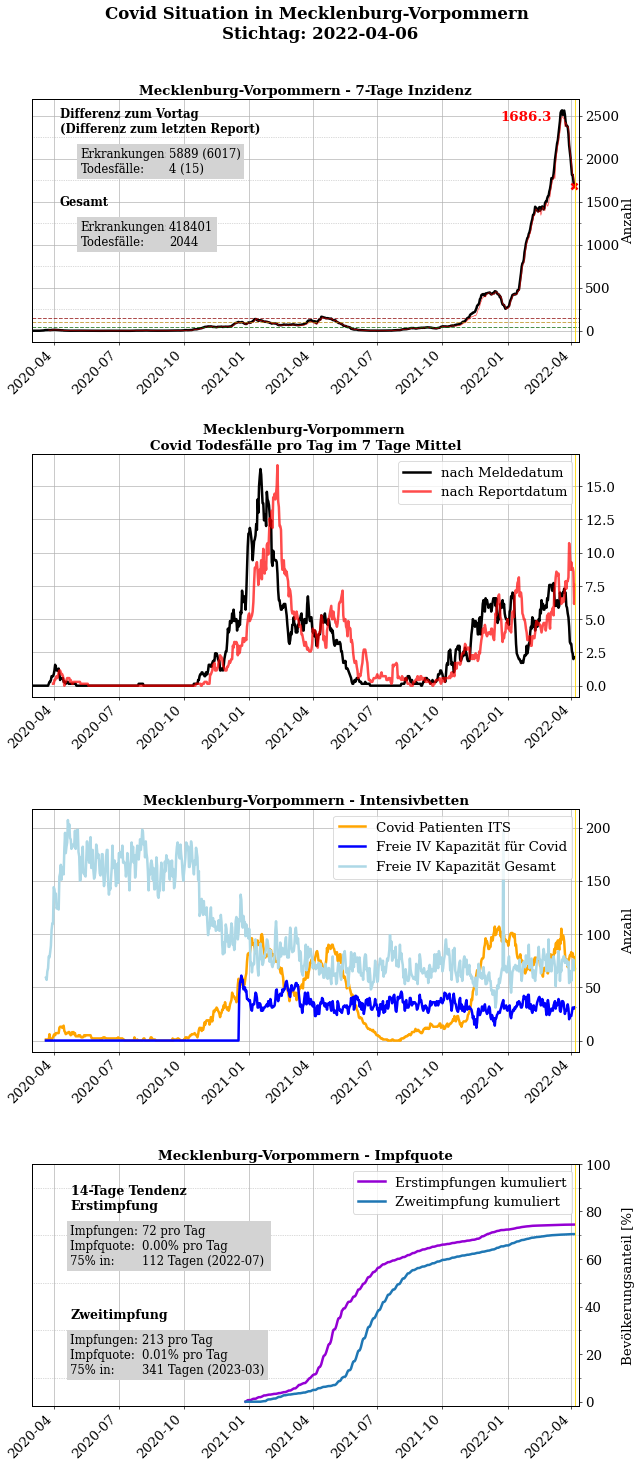 Covid Situation in Mecklenburg-Vorpommern
Stichtag: 2022-04-06
Mecklenburg-Vorpommern - 7-Tage Inzidenz
Differenz zum Vortag
(Differenz zum letzten Report)
Erkrankungen 5889 (6017)
Todesfälle: 4 (15)
Gesamt
Erkrankungen 418401
Todesfälle: 2044
1686.3
2500
2000
1500
1000
500
0
Anzahl
2020-04
2020-07
2020-10
2021-01
2021-04
2021-07
2021-10
2022-01
2022-04
Mecklenburg-Vorpommern
Covid Todesfälle pro Tag im 7 Tage Mittel
nach Meldedatum
nach Reportdatum
15.0
12.5
10.0
7.5
5.0
2.5
0.0
2020-04
2020-07
2020-10
2021-01
2021-04
2021-07
2021-10
2022-01
2022-04
Mecklenburg-Vorpommern - Intensivbetten
Covid Patienten ITS
Freie IV Kapazität für Covid
Freie IV Kapazität Gesamt
200
150
100
50
0
Anzahl
2020-04
2020-07
2020-10
2021-01
2021-04
2021-07
2021-10
2022-01
2022-04
Mecklenburg-Vorpommern - Impfquote
14-Tage Tendenz
Erstimpfung
Impfungen: 72 pro Tag
Impfquote: 0.00% pro Tag
75% in: 112 Tagen (2022-07)
Zweitimpfung
Impfungen: 213 pro Tag
Impfquote: 0.01% pro Tag
75% in: 341 Tagen (2023-03)
Erstimpfungen kumuliert
Zweitimpfung kumuliert
100
80
60
40
20
0
Bevölkerungsanteil [%]
2020-04
2020-07
2020-10
2021-01
2021-04
2021-07
2021-10
2022-01
2022-04